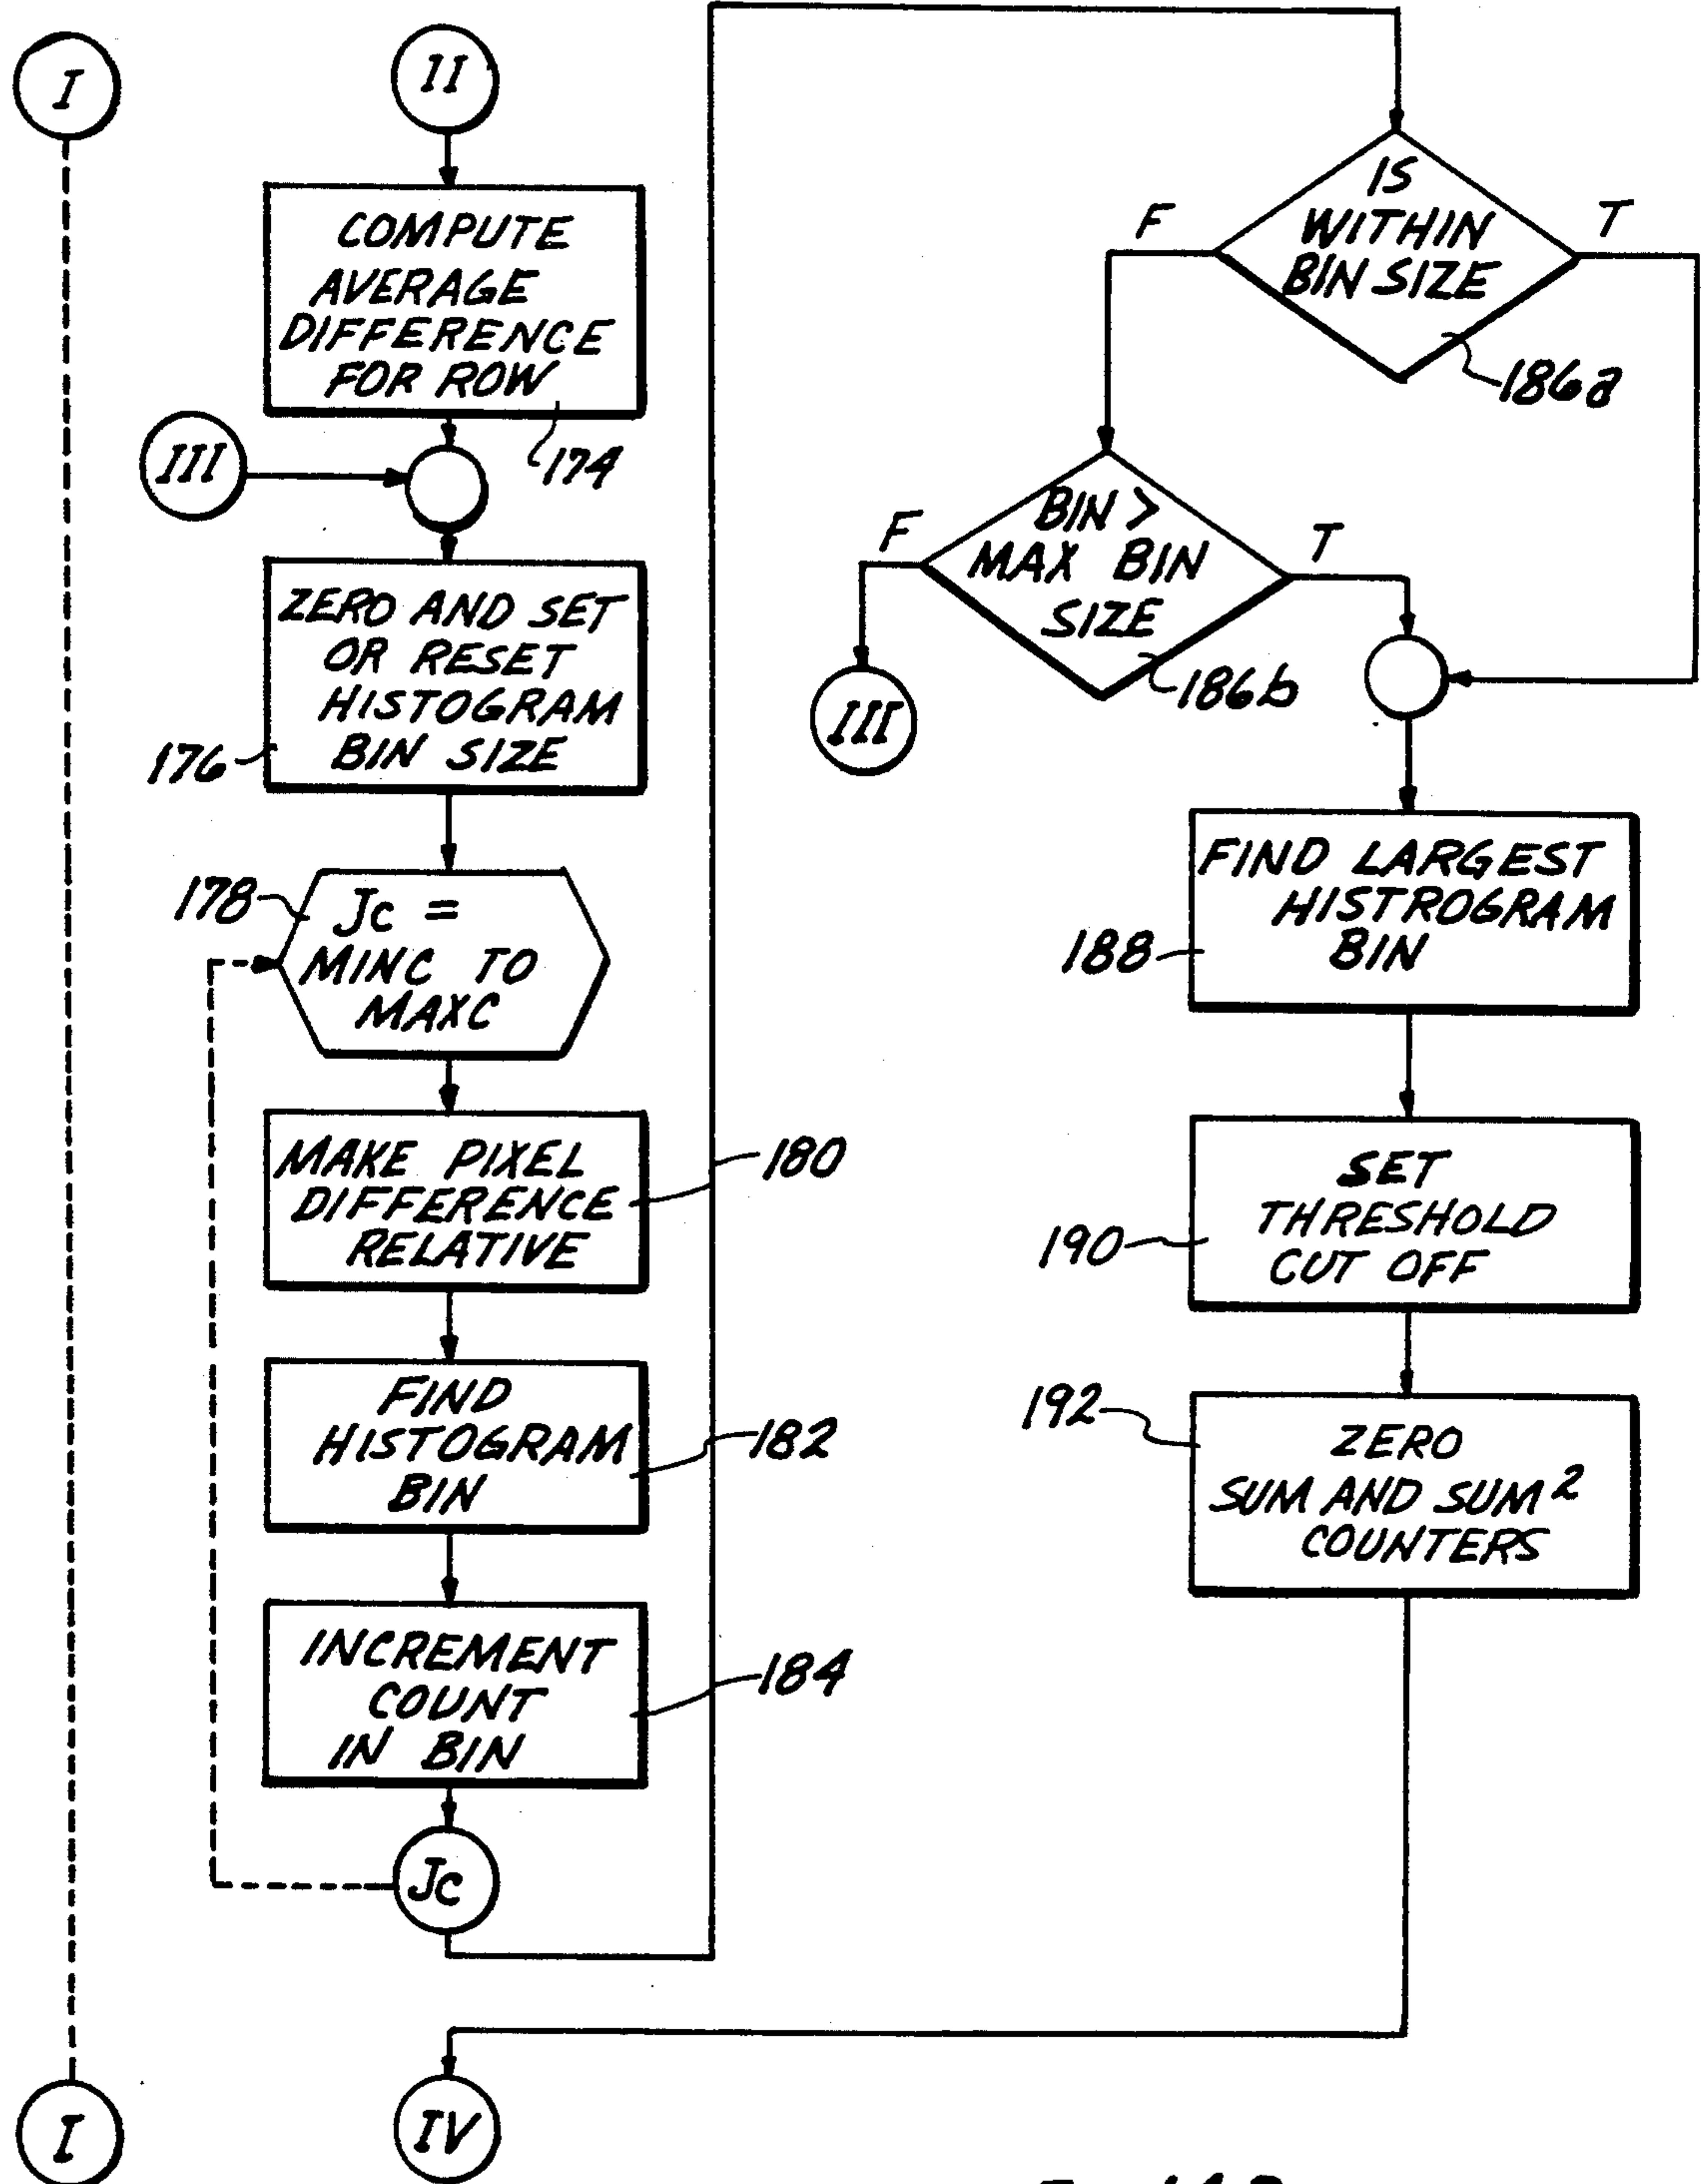 I
II
COMPUTE
AVERAGE
DIFFERENCE
FOR ROW
174
III
ZERO AND SET
OR RESET
HISTOGRAM
BIN SIZE
176
178
Jc =
MINC TO
MAXC
MAKE PIXEL
DIFFERENCE
RELATIVE
180
FIND
HISTOGRAM
BIN
182
INCREMENT
COUNT
IN BIN
184
Jc
IS
WITHIN
BIN SIZE
F
T
186a
BIN >
MAX BIN
SIZE
F
T
186b
III
FIND LARGEST
HISTROGRAM
BIN
188
SET
THRESHOLD
CUT OFF
190
192
ZERO
SUM AND SUM²
COUNTERS
I
IV